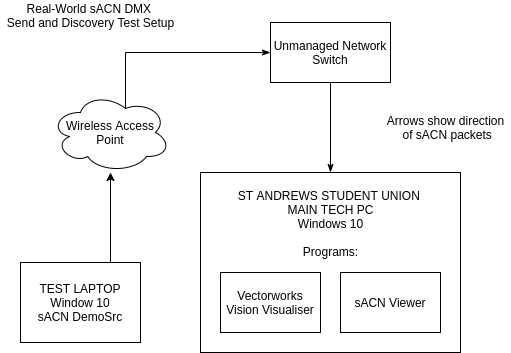 Real-World sACN DMX
Send and Discovery Test Setup
Unmanaged Network
Switch
Wireless Access
Point
Arrows show direction
of sACN packets
ST ANDREWS STUDENT UNION
MAIN TECH PC
Windows 10
Programs:
Vectorworks
Vision Visualiser
sACN Viewer
TEST LAPTOP
Window 10
sACN DemoSrc